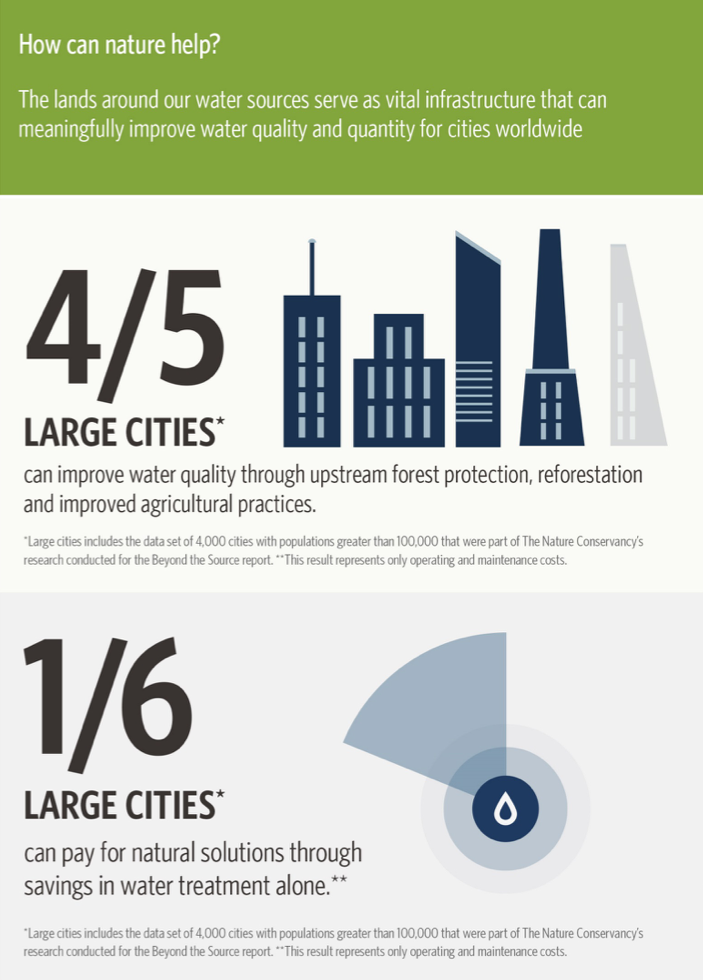 How can nature help?
The lands around our water sources serve as vital infrastructure that can
meaningfully improve water quality and quantity for cities worldwide
4/5
LARGE CITIES*
can improve water quality through upstream forest protection, reforestation
and improved agricultural practices.
*Large cities includes the data set of 4,000 cities with populations greater than 100,000 that were part of The Nature Conservancy's
research conducted for the Beyond the Source report. **This result represents only operating and maintenance costs.
1/6
LARGE CITIES*
can pay for natural solutions through
savings in water treatment alone.**
*Large cities includes the data set of 4,000 cities with populations greater than 100,000 that were part of The Nature Conservancy's
research conducted for the Beyond the Source report. **This result represents only operating and maintenance costs.